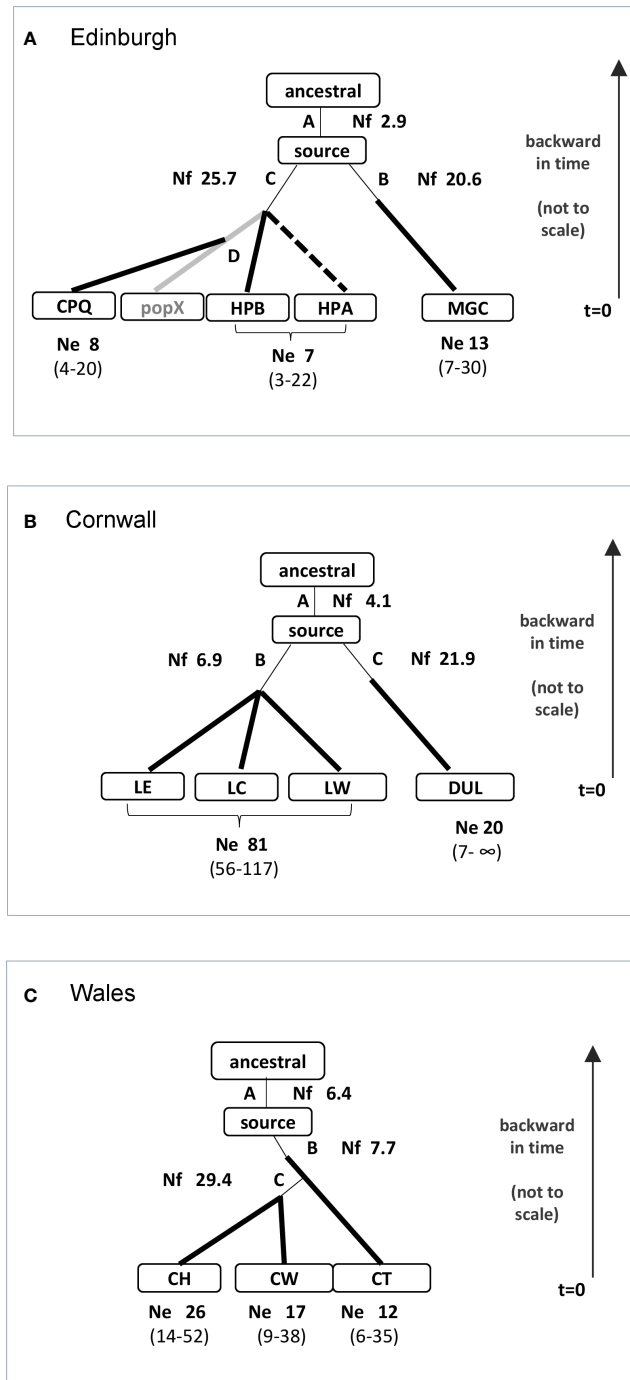 A Edinburgh
ancestral
A Nf 2.9
source
backward
in time
(not to
scale)
Nf 25.7 C
B Nf 20.6
D
CPQ popX HPB HPA MGC
t=0
Ne 8
(4-20)
Ne 7
(3-22)
Ne 13
(7-30)
B Cornwall
ancestral
A Nf 4.1
source
backward
in time
(not to
scale)
Nf 6.9 B
C Nf 21.9
LE LC LW DUL
t=0
Ne 81
(56-117)
Ne 20
(7- ∞)
C Wales
ancestral
A Nf 6.4
source
backward
in time
(not to
scale)
B Nf 7.7
Nf 29.4 C
CH CW CT
t=0
Ne 26
(14-52)
Ne 17
(9-38)
Ne 12
(6-35)